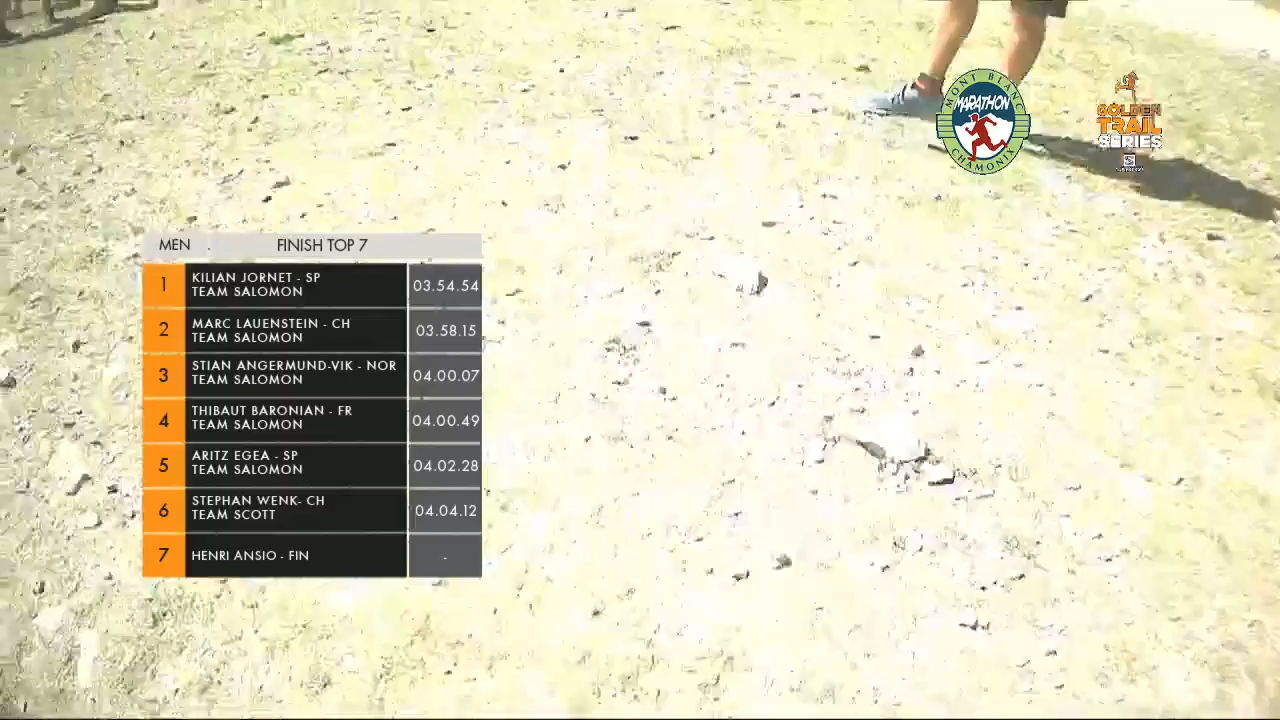 MONT BLANC
MARATHON
CHAMONIX
GOLDEN
TRAIL
SERIES
MEN FINISH TOP 7
1 KILIAN JORNET - SP
TEAM SALOMON 03.54.54
2 MARC LAUENSTEIN - CH
TEAM SALOMON 03.58.15
3 STIAN ANGERMUND-VIK - NOR
TEAM SALOMON 04.00.07
4 THIBAUT BARONIAN - FR
TEAM SALOMON 04.00.49
5 ARITZ EGEA - SP
TEAM SALOMON 04.02.28
6 STEPHAN WENK- CH
TEAM SCOTT 04.04.12
7 HENRI ANSIO - FIN -